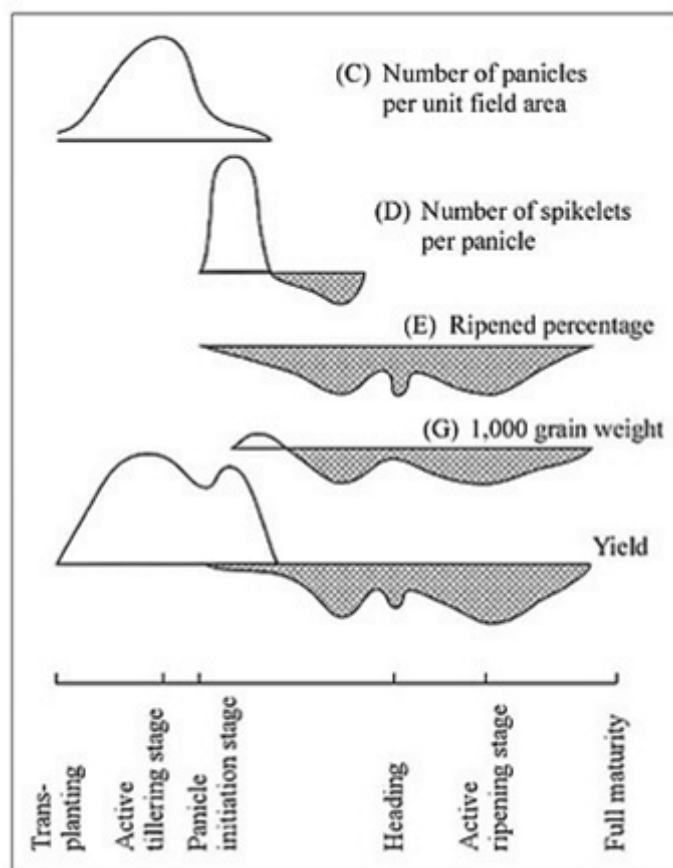 (C) Number of panicles
per unit field area
(D) Number of spikelets
per panicle
(E) Ripened percentage
(G) 1,000 grain weight
Yield
Trans-
planting
Active
tillering stage
Panicle
initiation stage
Heading
Active
ripening stage
Full maturity